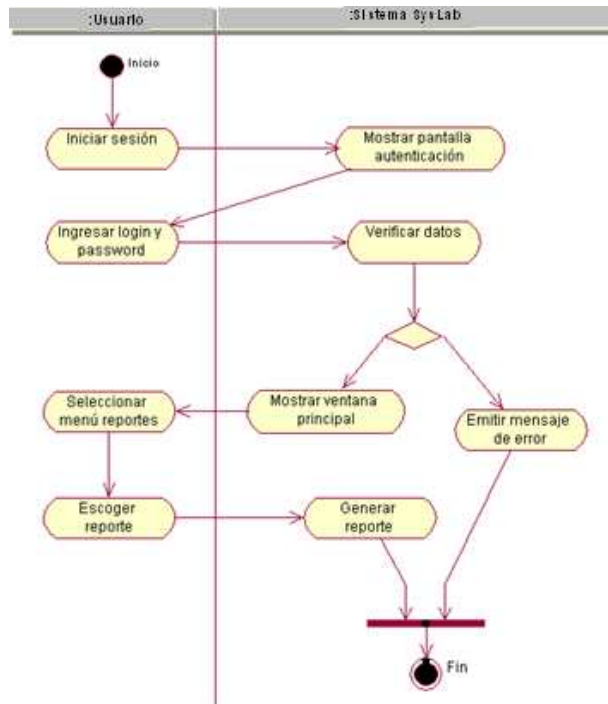 :Usuario
:Sistema SysLab
Inicio
Iniciar sesión
Mostrar pantalla
autenticación
Ingresar login y
password
Verificar datos
Seleccionar
menú reportes
Mostrar ventana
principal
Emitir mensaje
de error
Escoger
reporte
Generar
reporte
Fin